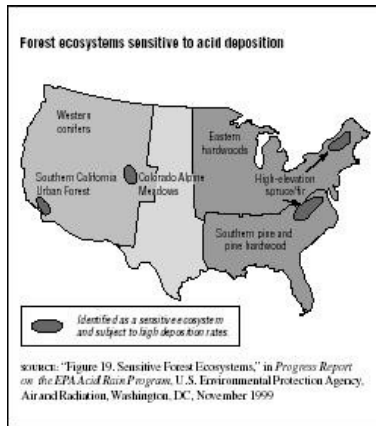 Forest ecosystems sensitive to acid deposition
Western
conifers
Eastern
hardwoods
Southern California
Urban Forest
Colorado Alpine
Meadows
High-elevation
spruce/fir
Southern pine and
pine hardwood
Identified as a sensitive ecosystem
and subject to high deposition rates.
SOURCE: "Figure 19. Sensitive Forest Ecosystems," in Progress Report
on the EPA Acid Rain Program, U.S. Environmental Protection Agency,
Air and Radiation, Washington, DC, November 1999